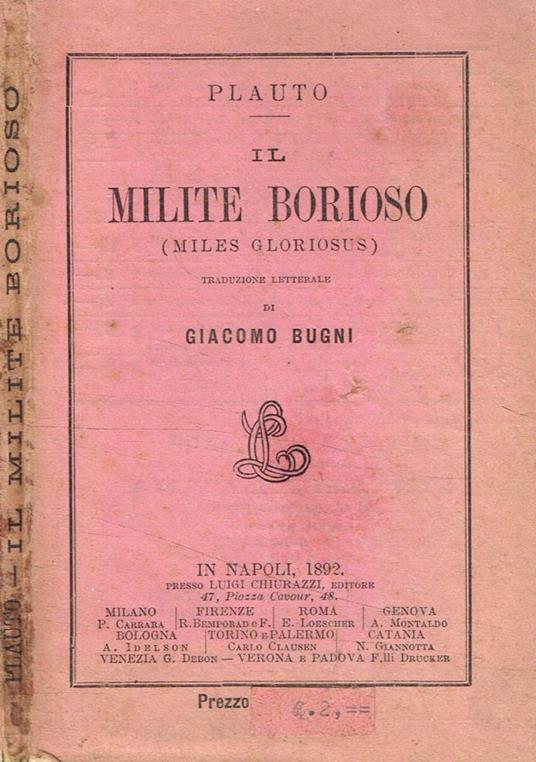 PLAUTO — IL MILITE BORIOSO
PLAUTO
IL
MILITE BORIOSO
(MILES GLORIOSUS)
TRADUZIONE LETTERALE
DI
GIACOMO BUGNI
IN NAPOLI, 1892.
PRESSO LUIGI CHIURAZZI, EDITORE
47, Piazza Cavour, 48.
MILANO | FIRENZE | ROMA | GENOVA
P. CARRARA | R. BEMPORAD e F. | E. LOESCHER | A. MONTALDO
BOLOGNA | TORINO E PALERMO | CATANIA
A. IDELSON | CARLO CLAUSEN | N. GIANNOTTA
VENEZIA G. DEBON — VERONA E PADOVA F.lli DRUCKER
Prezzo £.2,==